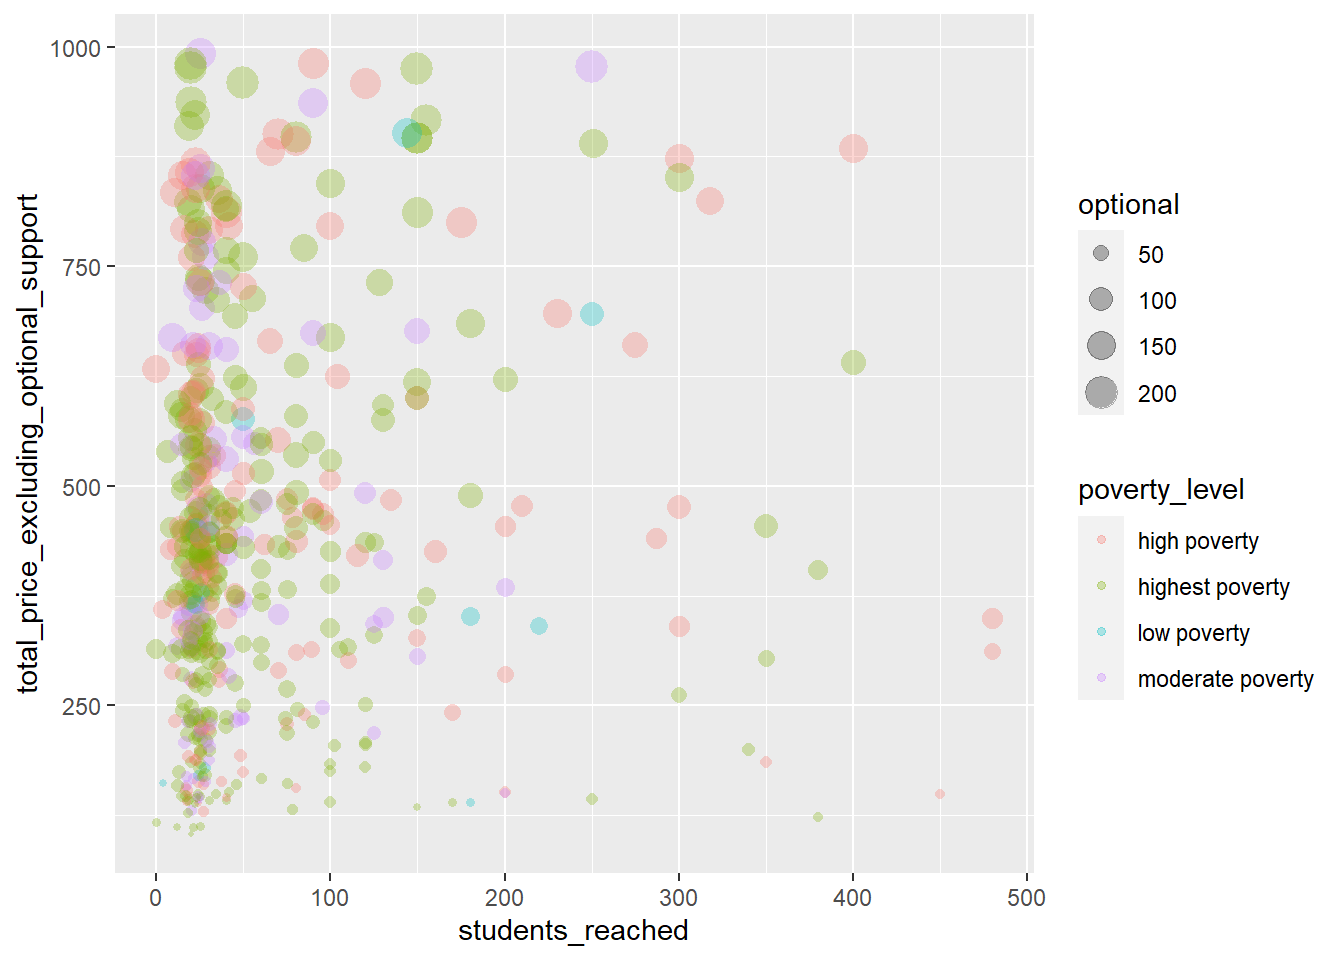 total_price_excluding_optional_support
1000
750
500
250
0
100
200
300
400
500
students_reached
optional
50
100
150
200
poverty_level
high poverty
highest poverty
low poverty
moderate poverty